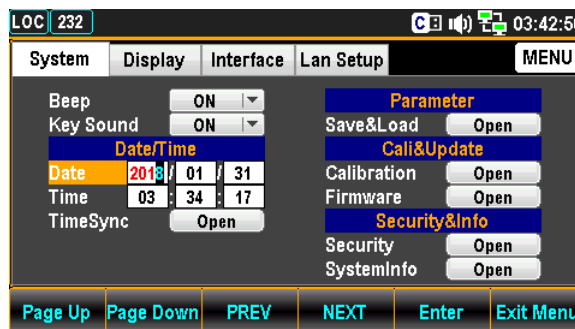 LOC 232 C 03:42:5
System Display Interface Lan Setup MENU
Beep ON
Key Sound ON
Date/Time
Date 2018 / 01 / 31
Time 03 : 34 : 17
TimeSync Open
Parameter
Save&Load Open
Cali&Update
Calibration Open
Firmware Open
Security&Info
Security Open
SystemInfo Open
Page Up Page Down PREV NEXT Enter Exit Menu